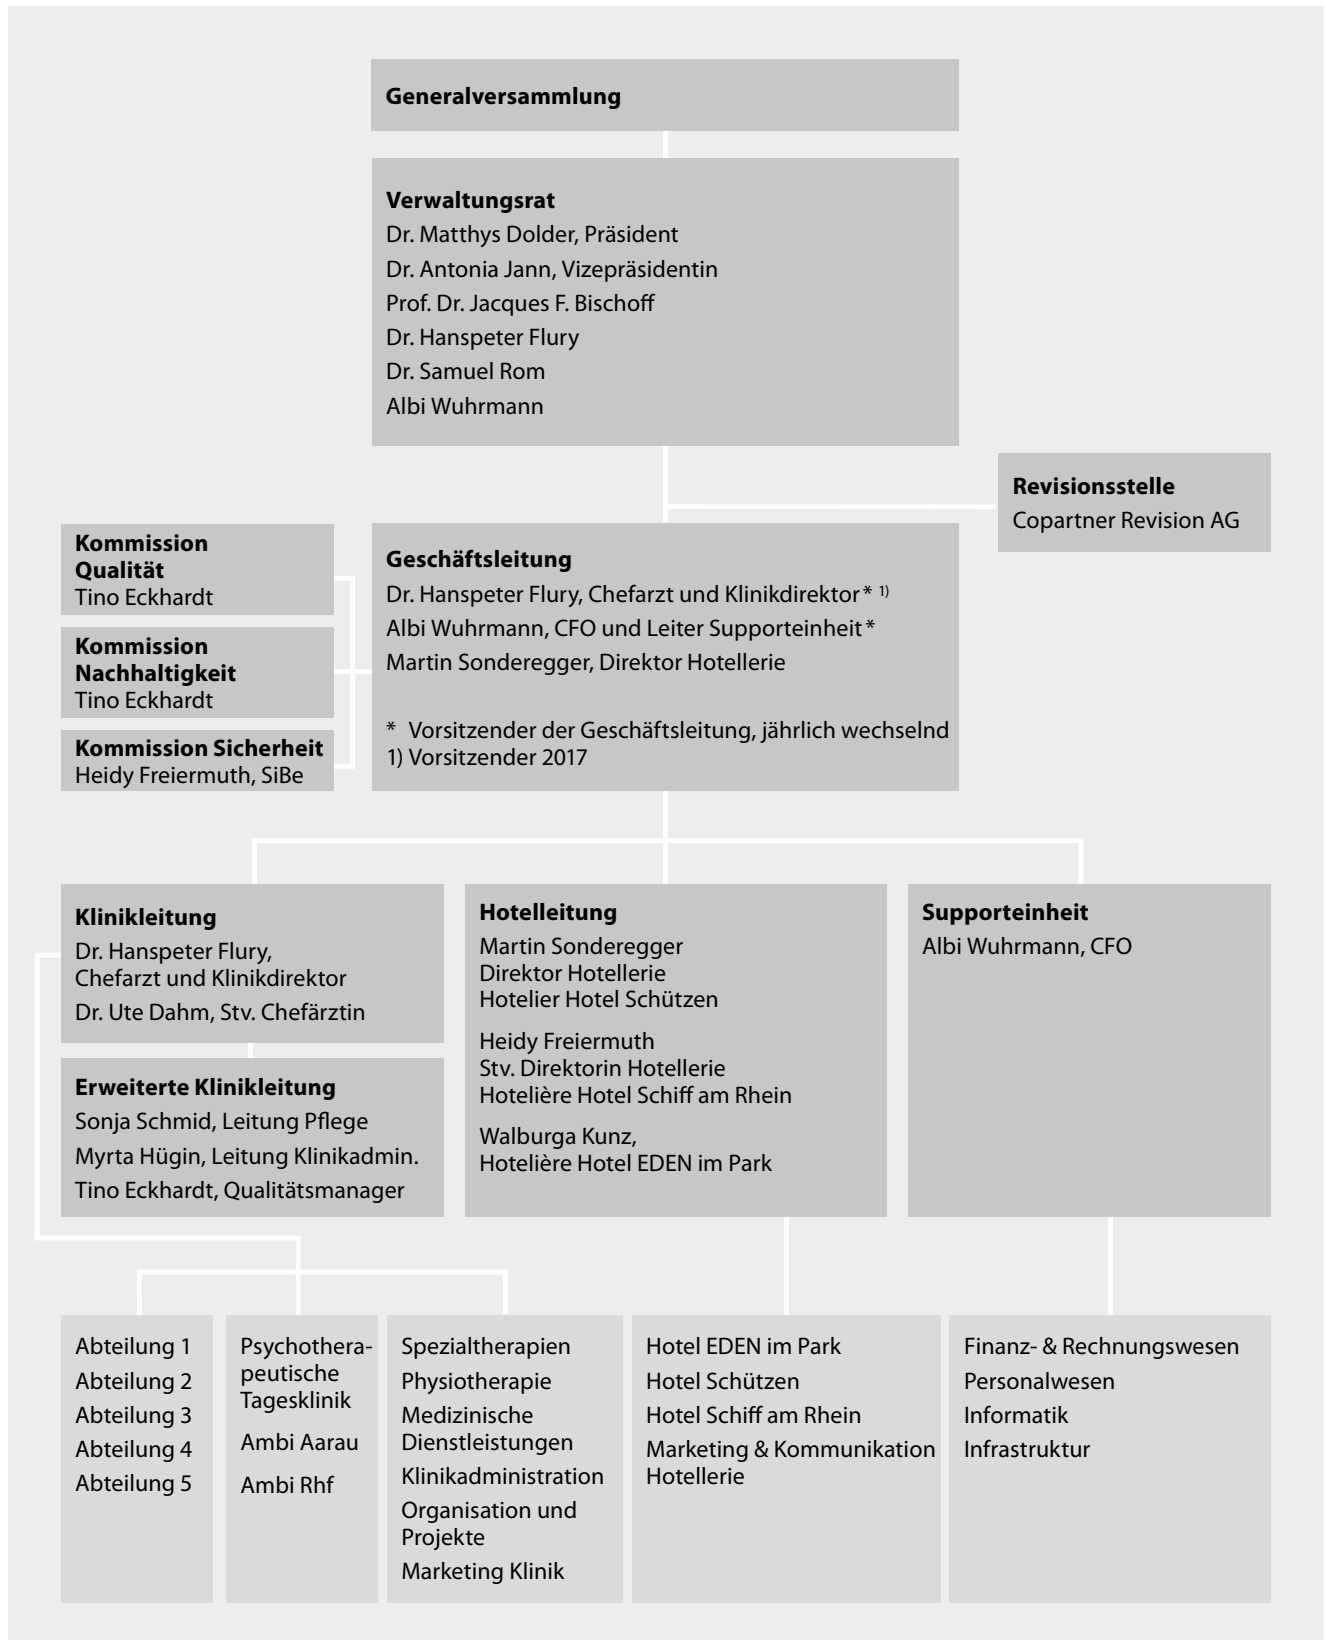 Generalversammlung
Verwaltungsrat
Dr. Matthys Dolder, Präsident
Dr. Antonia Jann, Vizepräsidentin
Prof. Dr. Jacques F. Bischoff
Dr. Hanspeter Flury
Dr. Samuel Rom
Albi Wuhrmann
Revisionsstelle
Copartner Revision AG
Kommission
Qualität
Tino Eckhardt
Kommission
Nachhaltigkeit
Tino Eckhardt
Kommission Sicherheit
Heidy Freiermuth, SiBe
Geschäftsleitung
Dr. Hanspeter Flury, Chefarzt und Klinikdirektor * 1)
Albi Wuhrmann, CFO und Leiter Supporteinheit *
Martin Sonderegger, Direktor Hotellerie
* Vorsitzender der Geschäftsleitung, jährlich wechselnd
1) Vorsitzender 2017
Klinikleitung
Dr. Hanspeter Flury,
Chefarzt und Klinikdirektor
Dr. Ute Dahm, Stv. Chefärztin
Erweiterte Klinikleitung
Sonja Schmid, Leitung Pflege
Myrta Hügin, Leitung Klinikadmin.
Tino Eckhardt, Qualitätsmanager
Hotelleitung
Martin Sonderegger
Direktor Hotellerie
Hotelier Hotel Schützen
Heidy Freiermuth
Stv. Direktorin Hotellerie
Hotelière Hotel Schiff am Rhein
Walburga Kunz,
Hotelière Hotel EDEN im Park
Supporteinheit
Albi Wuhrmann, CFO
Abteilung 1
Abteilung 2
Abteilung 3
Abteilung 4
Abteilung 5
Psychothera-
peutische
Tagesklinik
Ambi Aarau
Ambi Rhf
Spezialtherapien
Physiotherapie
Medizinische
Dienstleistungen
Klinikadministration
Organisation und
Projekte
Marketing Klinik
Hotel EDEN im Park
Hotel Schützen
Hotel Schiff am Rhein
Marketing & Kommunikation
Hotellerie
Finanz- & Rechnungswesen
Personalwesen
Informatik
Infrastruktur